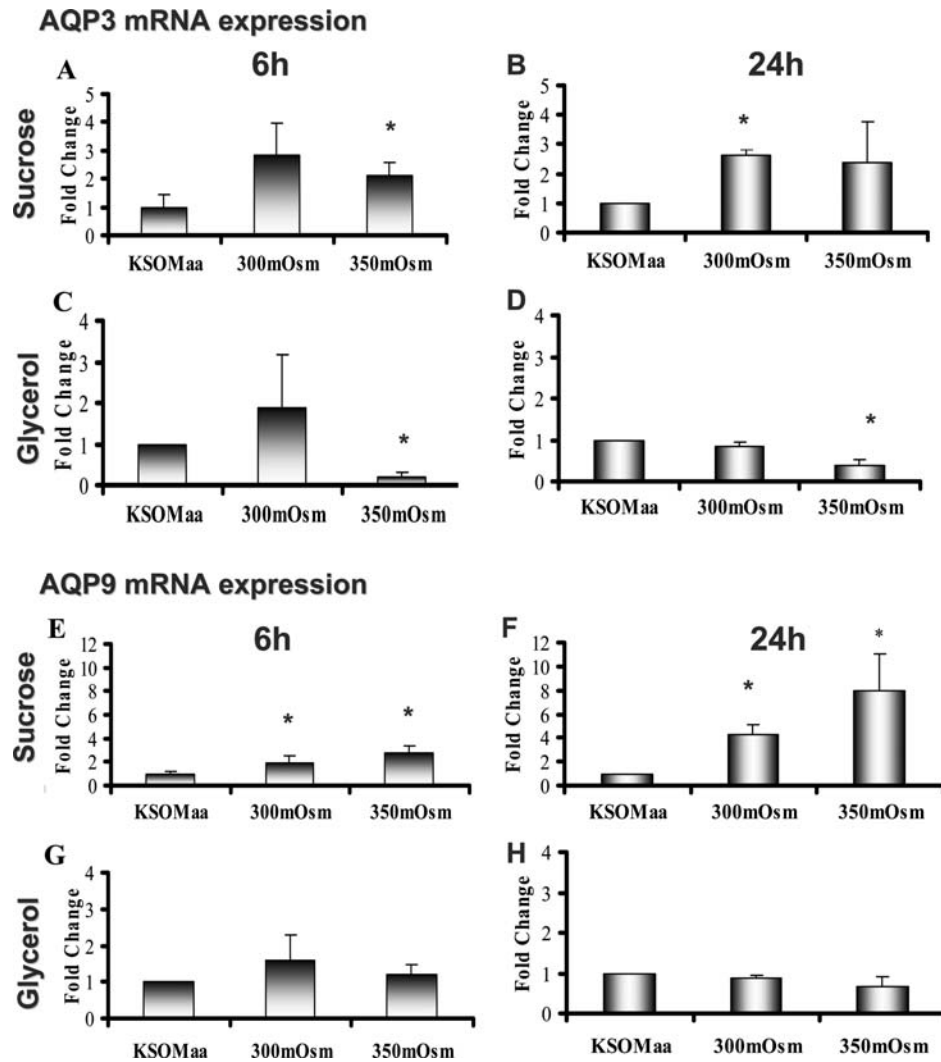 AQP3 mRNA expression
A
6h
B
24h
Sucrose
Fold Change
5
4
3
2
1
0
*
KSOMaa 300mOsm 350mOsm
Fold Change
5
4
3
2
1
0
*
KSOMaa 300mOsm 350mOsm
C
D
Glycerol
Fold Change
4
3
2
1
0
*
KSOMaa 300mOsm 350mOsm
Fold Change
4
3
2
1
0
*
KSOMaa 300mOsm 350mOsm
AQP9 mRNA expression
E
6h
F
24h
Sucrose
Fold Change
12
10
8
6
4
2
0
* *
KSOMaa 300mOsm 350mOsm
Fold Change
12
10
8
6
4
2
0
* *
KSOMaa 300mOsm 350mOsm
G
H
Glycerol
Fold Change
4
3
2
1
0
KSOMaa 300mOsm 350mOsm
Fold Change
4
3
2
1
0
KSOMaa 300mOsm 350mOsm